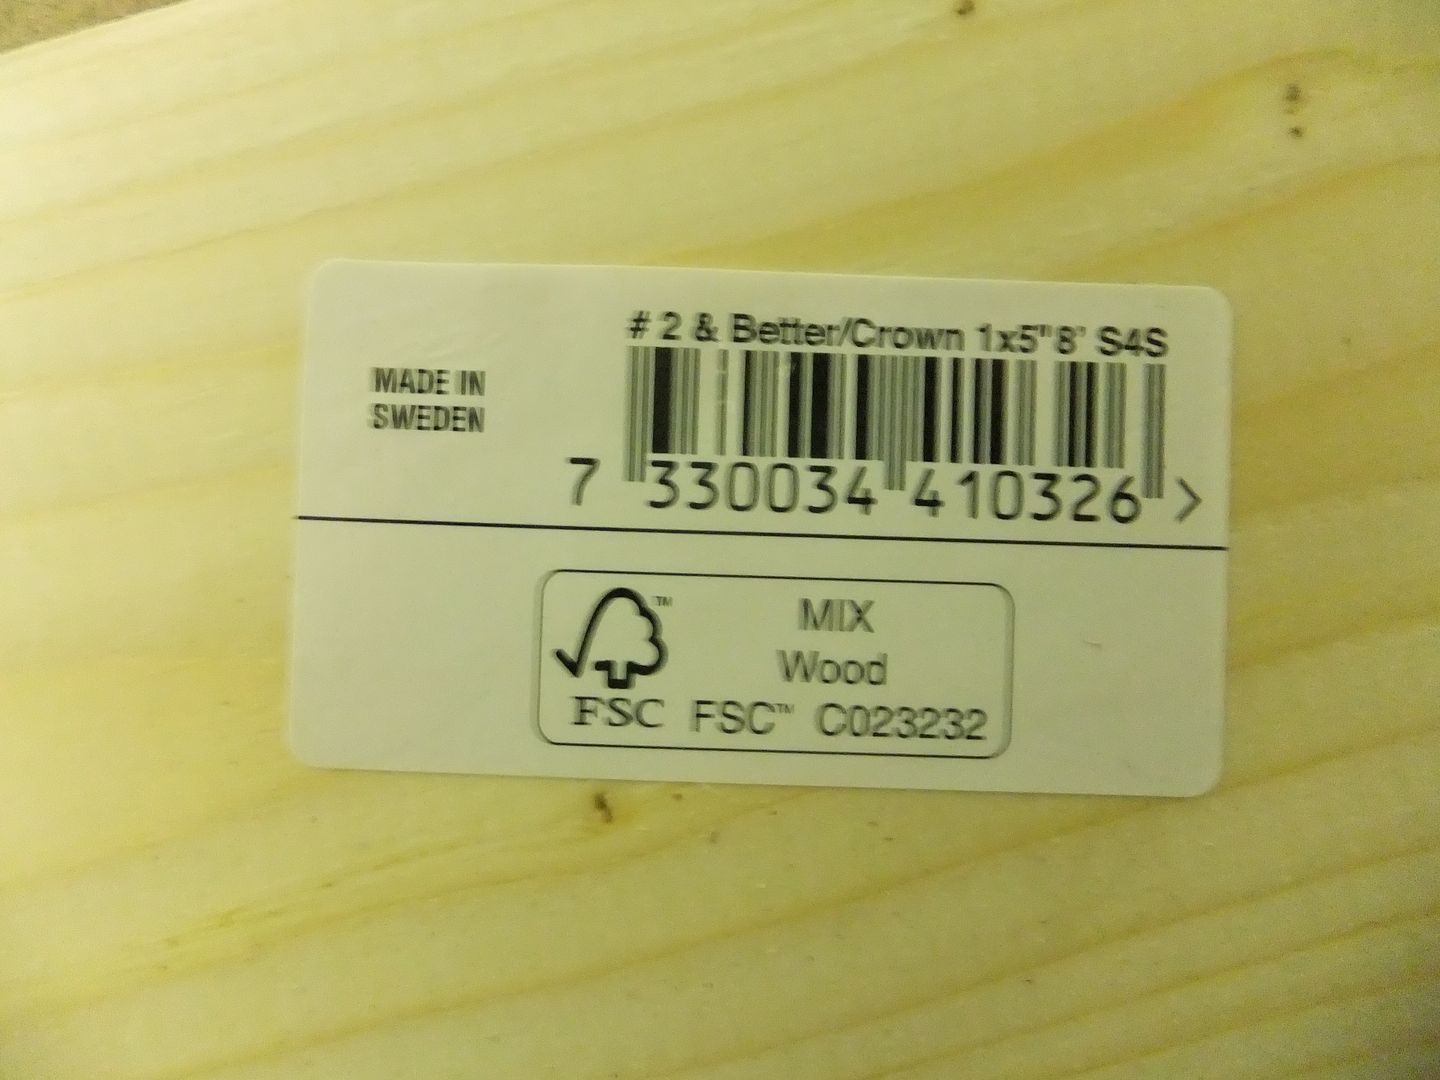 # 2 & Better/Crown 1x5"8' S4S
MADE IN
SWEDEN
7 330034 410326 >
MIX
Wood
FSC FSC™ C023232